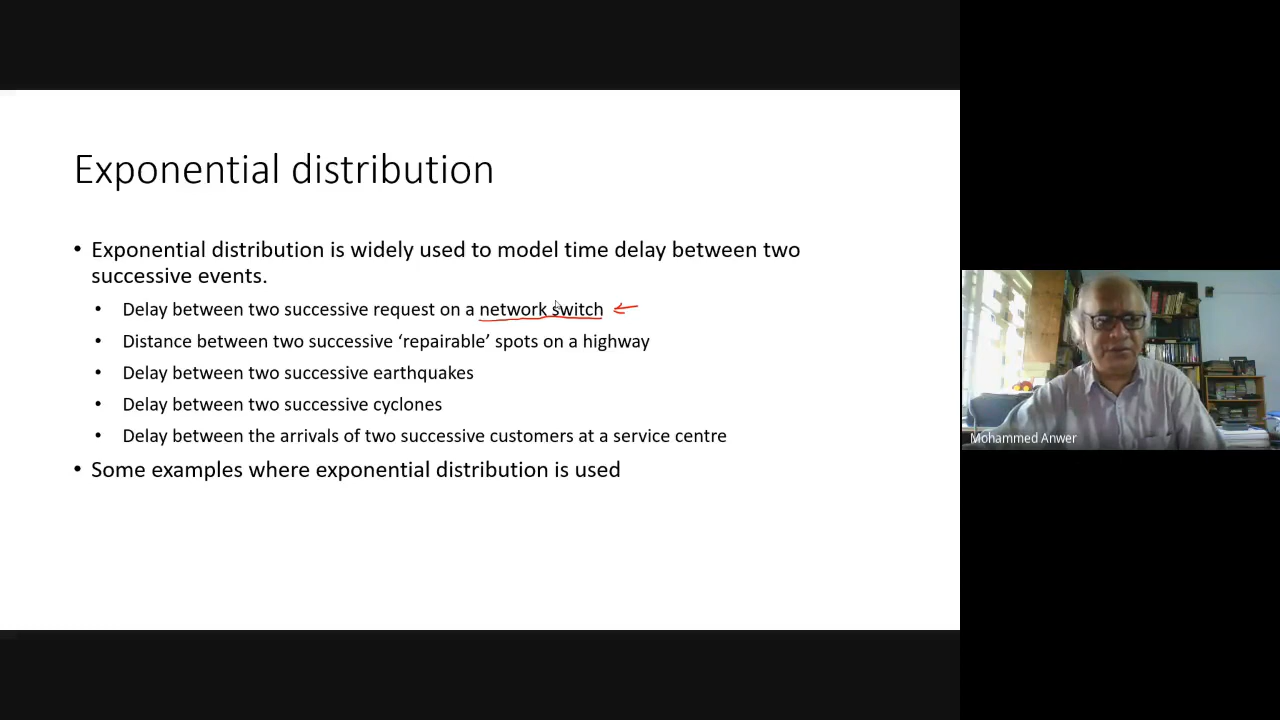 Exponential distribution
• Exponential distribution is widely used to model time delay between two
successive events.
• Delay between two successive request on a network switch
• Distance between two successive ‘repairable’ spots on a highway
• Delay between two successive earthquakes
• Delay between two successive cyclones
• Delay between the arrivals of two successive customers at a service centre
• Some examples where exponential distribution is used
Mohammed Anwer